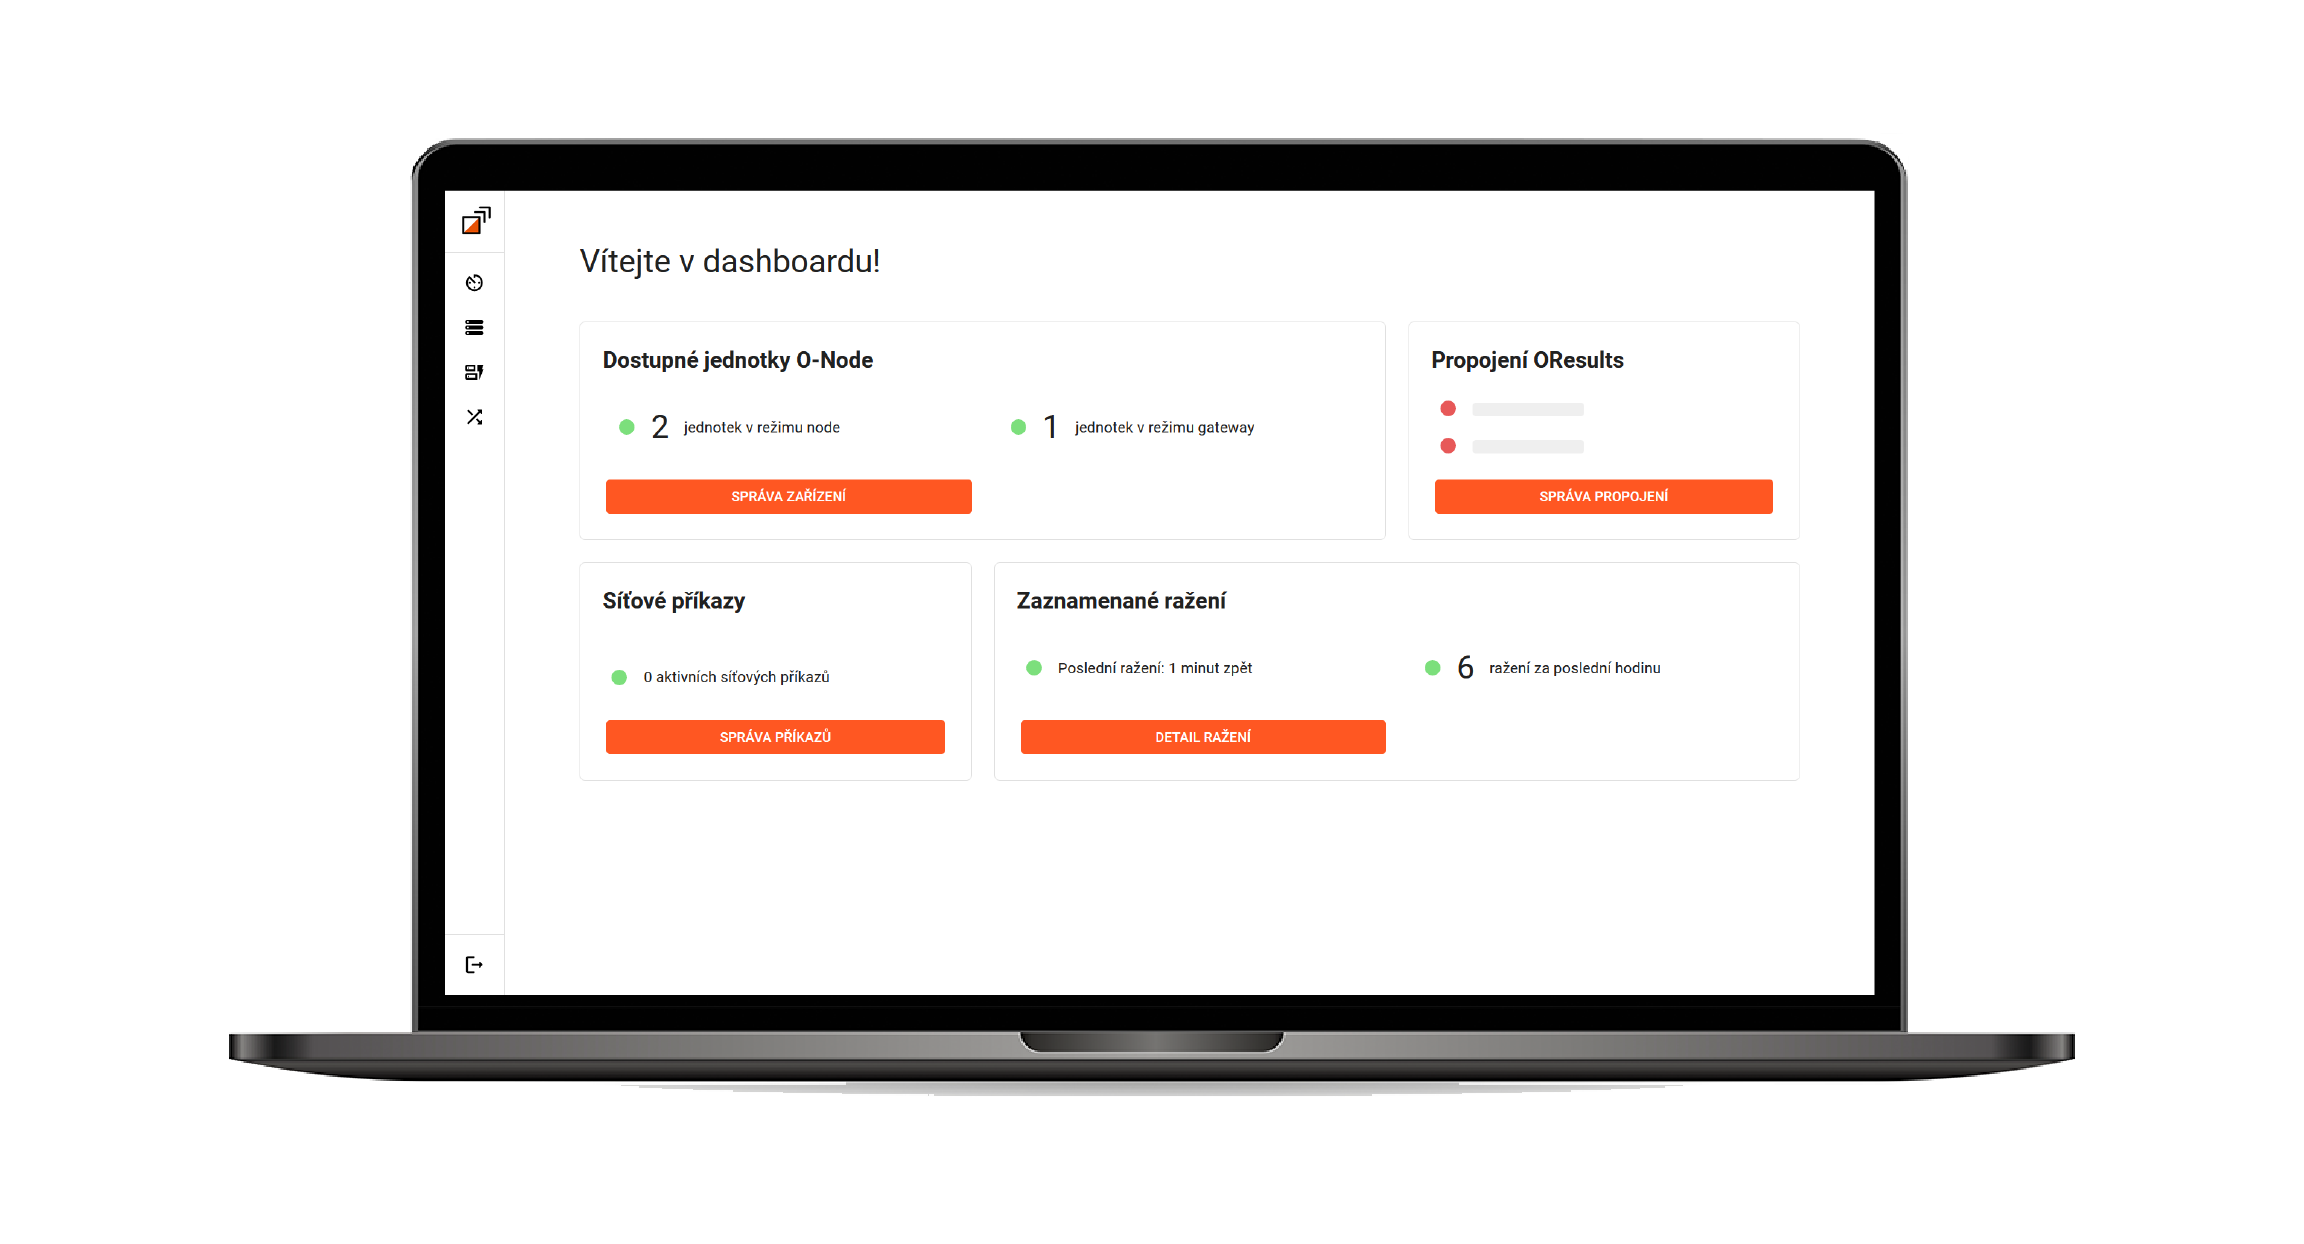 Vítejte v dashboardu!
Dostupné jednotky O-Node
2 jednotek v režimu node
1 jednotek v režimu gateway
SPRÁVA ZAŘÍZENÍ
Propojení OResults
SPRÁVA PROPOJENÍ
Síťové příkazy
0 aktivních síťových příkazů
SPRÁVA PŘÍKAZŮ
Zaznamenané ražení
Poslední ražení: 1 minut zpět
6 ražení za poslední hodinu
DETAIL RAŽENÍ